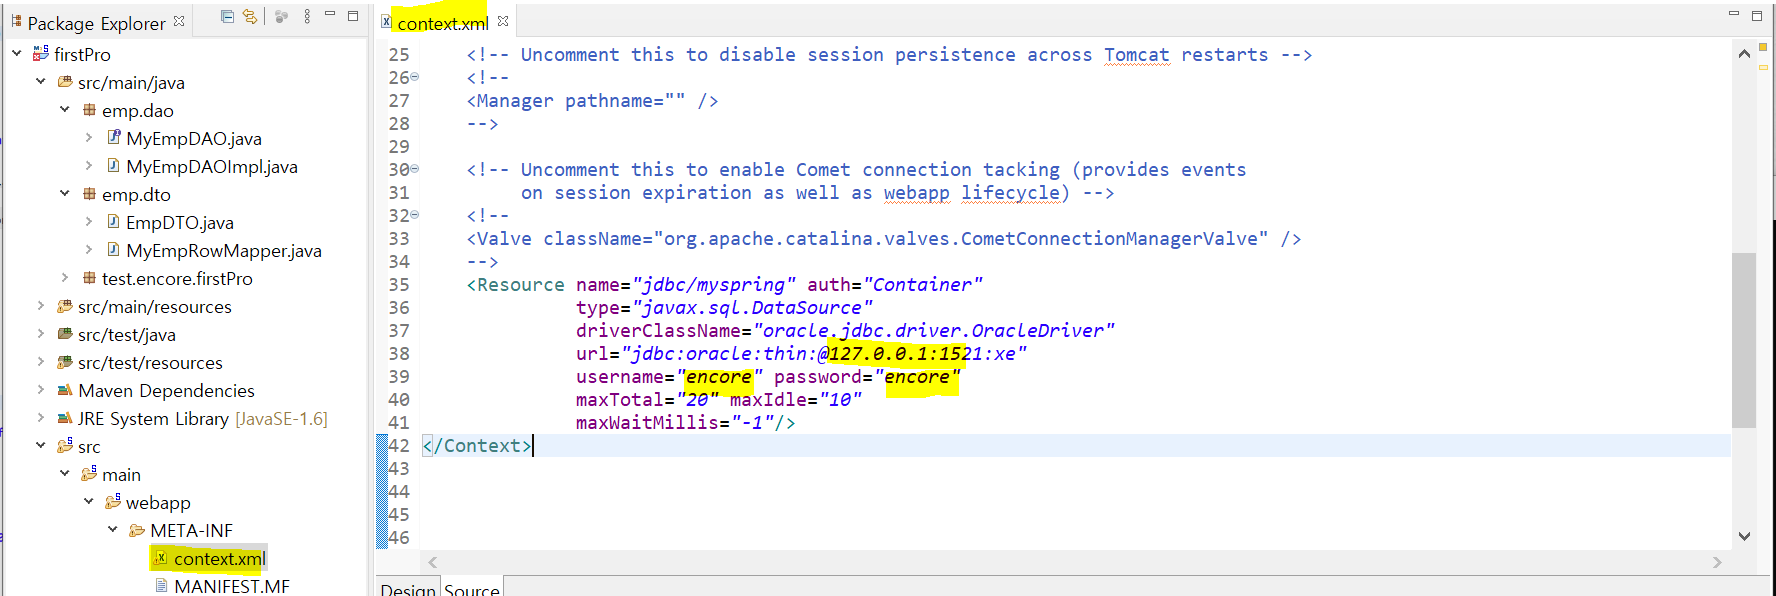 Package Explorer
firstPro
src/main/java
emp.dao
MyEmpDAO.java
MyEmpDAOImpl.java
emp.dto
EmpDTO.java
MyEmpRowMapper.java
test.encore.firstPro
src/main/resources
src/test/java
src/test/resources
Maven Dependencies
JRE System Library [JavaSE-1.6]
src
main
webapp
META-INF
context.xml
MANIFEST.MF
context.xml
25 <!-- Uncomment this to disable session persistence across Tomcat restarts -->
26 <!--
27 <Manager pathname="" />
28 -->
29
30 <!-- Uncomment this to enable Comet connection tacking (provides events
31 on session expiration as well as webapp lifecycle) -->
32 <!--
33 <Valve className="org.apache.catalina.valves.CometConnectionManagerValve" />
34 -->
35 <Resource name="jdbc/myspring" auth="Container"
36 type="javax.sql.DataSource"
37 driverClassName="oracle.jdbc.driver.OracleDriver"
38 url="jdbc:oracle:thin:@127.0.0.1:1521:xe"
39 username="encore" password="encore"
40 maxTotal="20" maxIdle="10"
41 maxWaitMillis="-1"/>
42 </Context>
43
44
45
46
Design Source